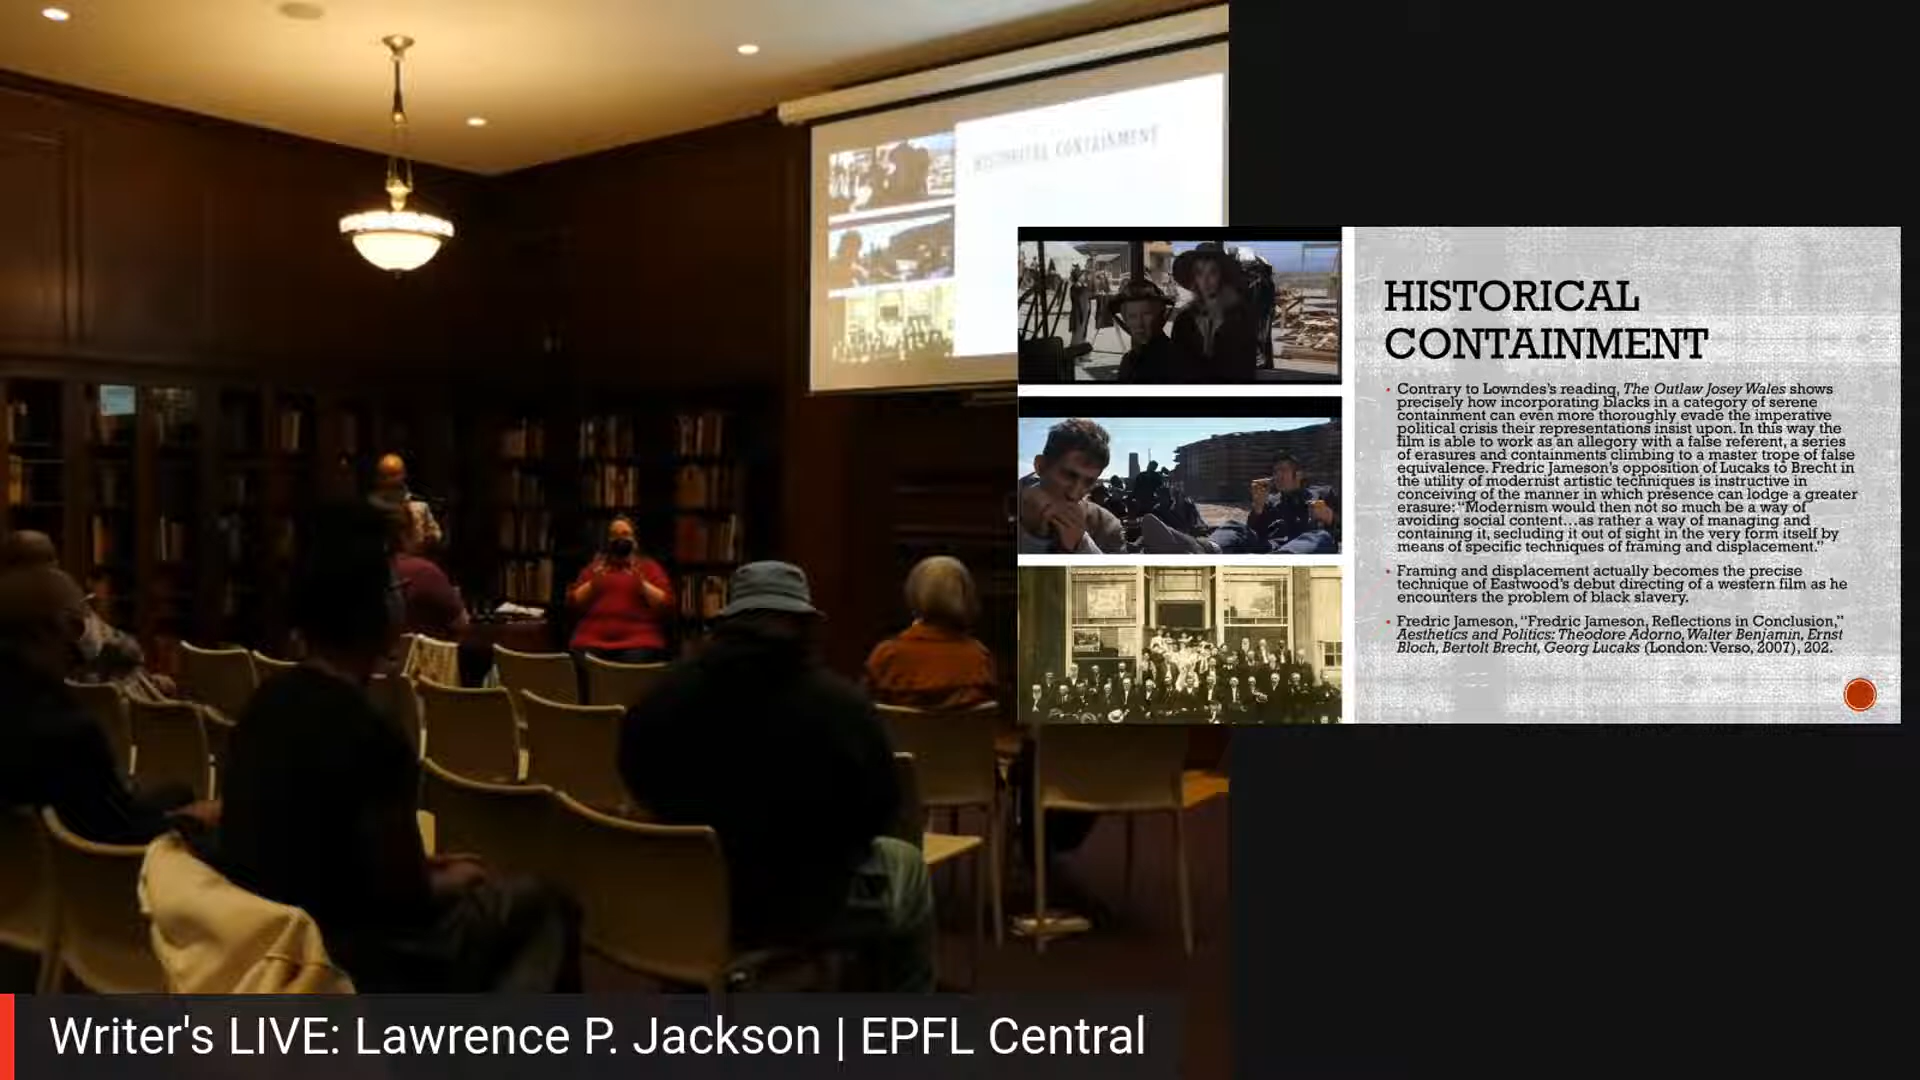 HISTORICAL CONTAINMENT
HISTORICAL
CONTAINMENT
• Contrary to Lowndes's reading, The Outlaw Josey Wales shows
precisely how incorporating blacks in a category of serene
containment can even more thoroughly evade the imperative
political crisis their representations insist upon. In this way the
film is able to work as an allegory with a false referent, a series
of erasures and containments climbing to a master trope of false
equivalence. Fredric Jameson's opposition of Lucaks to Brecht in
the utility of modernist artistic techniques is instructive in
conceiving of the manner in which presence can lodge a greater
erasure: “Modernism would then not so much be a way of
avoiding social content…as rather a way of managing and
containing it, secluding it out of sight in the very form itself by
means of specific techniques of framing and displacement.”
• Framing and displacement actually becomes the precise
technique of Eastwood's debut directing of a western film as he
encounters the problem of black slavery.
• Fredric Jameson, “Fredric Jameson, Reflections in Conclusion,”
Aesthetics and Politics: Theodore Adorno, Walter Benjamin, Ernst
Bloch, Bertolt Brecht, Georg Lucaks (London: Verso, 2007), 202.
Writer's LIVE: Lawrence P. Jackson | EPFL Central